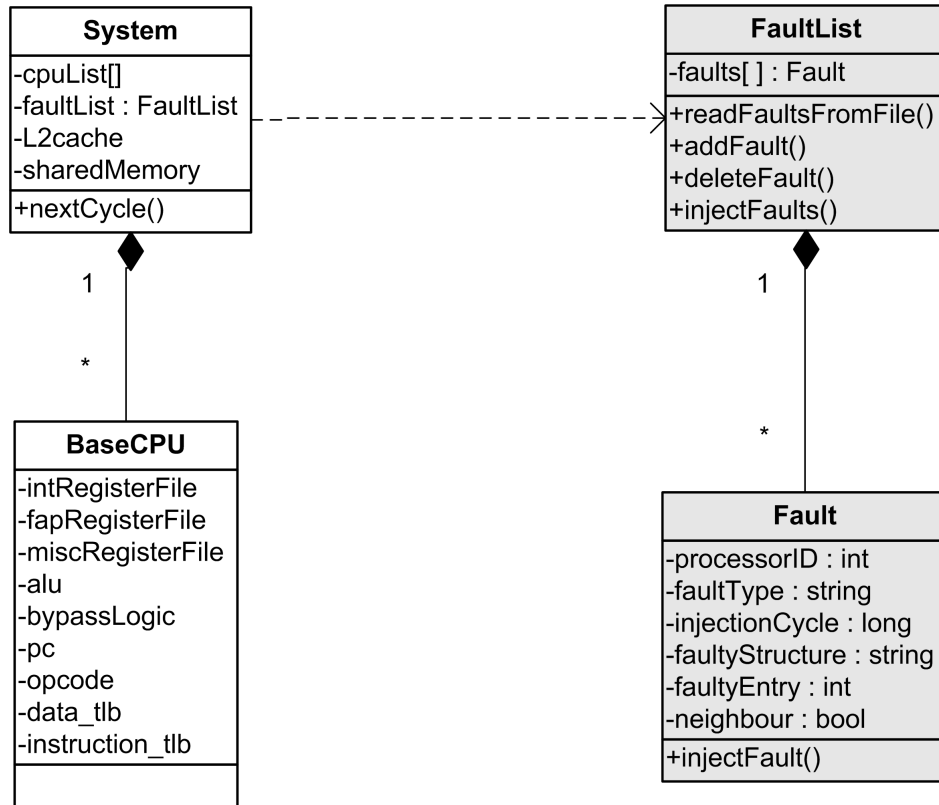 System
-cpuList[]
-faultList : FaultList
-L2cache
-sharedMemory
+nextCycle()
1
*
BaseCPU
-intRegisterFile
-fapRegisterFile
-miscRegisterFile
-alu
-bypassLogic
-pc
-opcode
-data_tlb
-instruction_tlb
FaultList
-faults[ ] : Fault
+readFaultsFromFile()
+addFault()
+deleteFault()
+injectFaults()
1
*
Fault
-processorID : int
-faultType : string
-injectionCycle : long
-faultyStructure : string
-faultyEntry : int
-neighbour : bool
+injectFault()